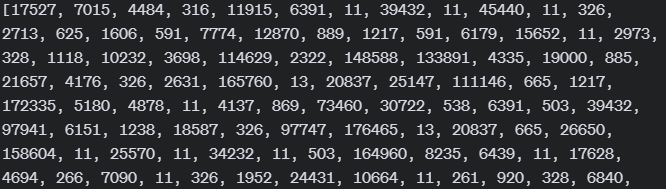 [17527, 7015, 4484, 316, 11915, 6391, 11, 39432, 11, 45440, 11, 326,
2713, 625, 1606, 591, 7774, 12870, 889, 1217, 591, 6179, 15652, 11, 2973,
328, 1118, 10232, 3698, 114629, 2322, 148588, 133891, 4335, 19000, 885,
21657, 4176, 326, 2631, 165760, 13, 20837, 25147, 111146, 665, 1217,
172335, 5180, 4878, 11, 4137, 869, 73460, 30722, 538, 6391, 503, 39432,
97941, 6151, 1238, 18587, 326, 97747, 176465, 13, 20837, 665, 26650,
158604, 11, 25570, 11, 34232, 11, 503, 164960, 8235, 6439, 11, 17628,
4694, 266, 7090, 11, 326, 1952, 24431, 10664, 11, 261, 920, 328, 6840,